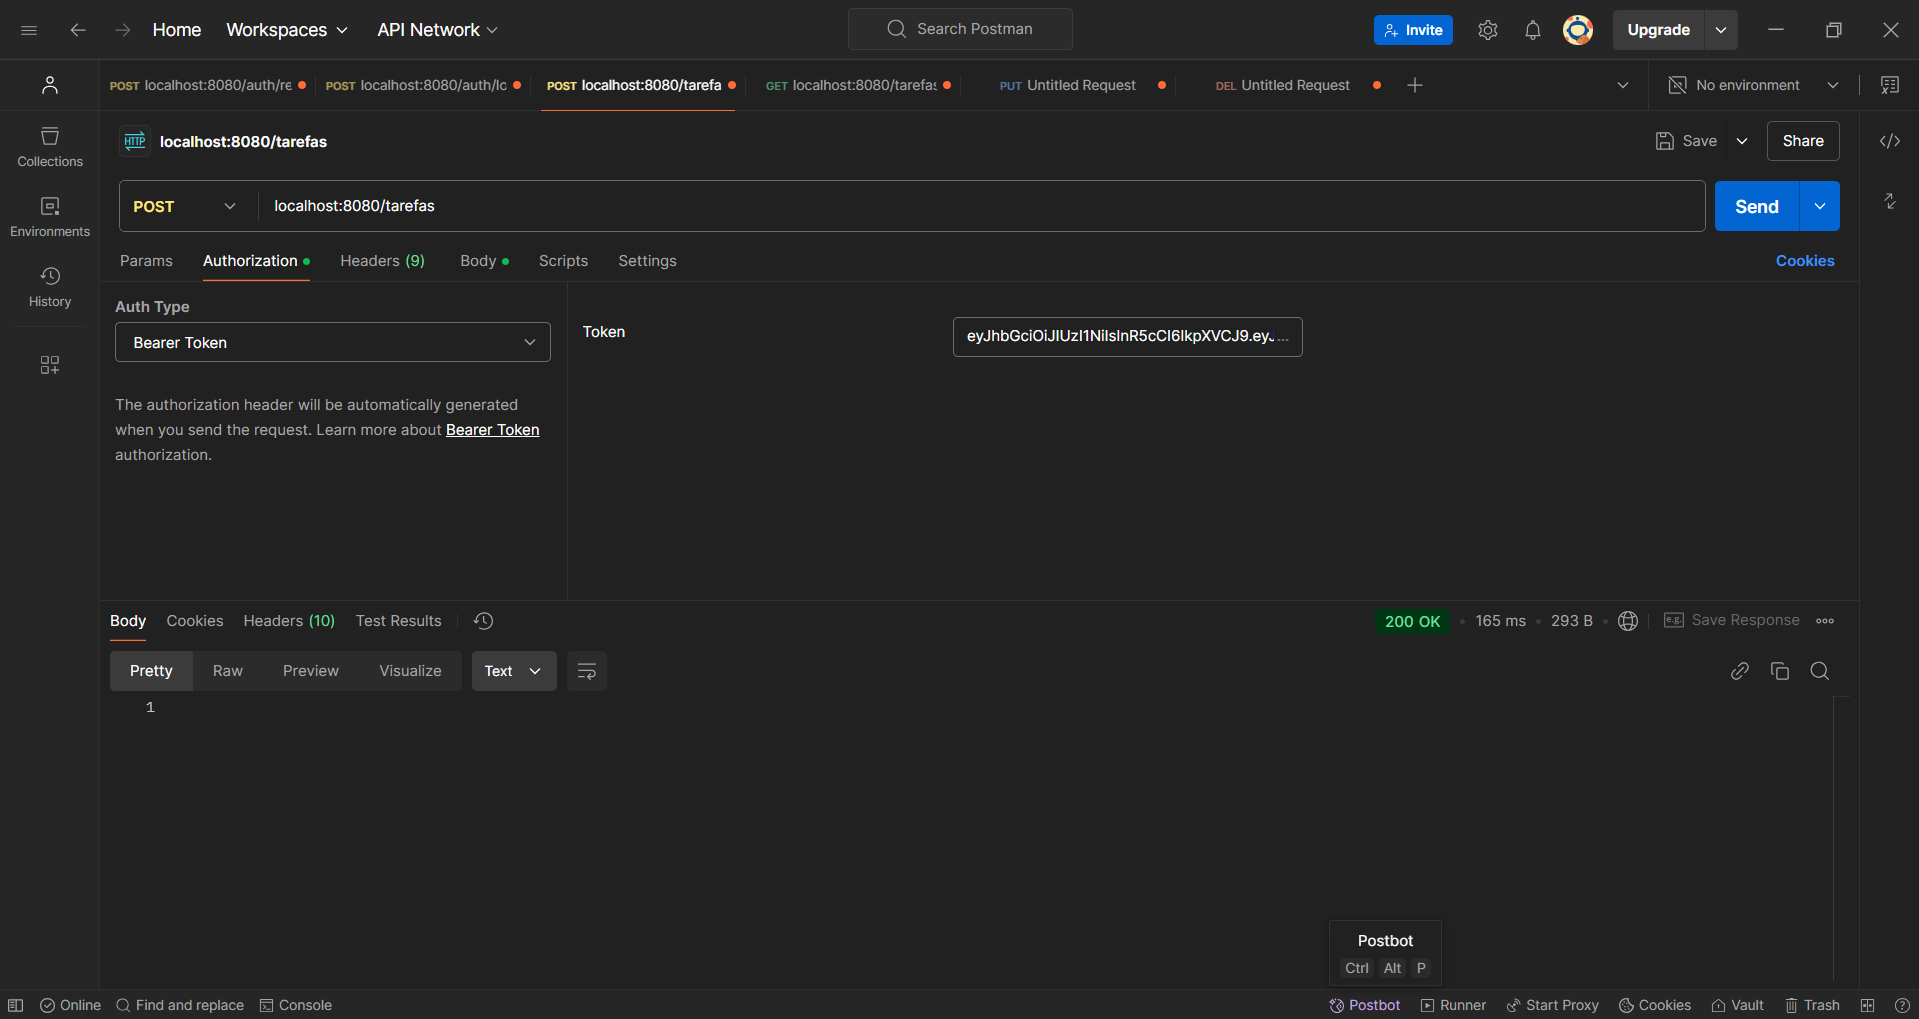 Home Workspaces API Network Search Postman Invite Upgrade
POST localhost:8080/auth/re POST localhost:8080/auth/lo POST localhost:8080/tarefa GET localhost:8080/tarefas PUT Untitled Request DEL Untitled Request No environment
HTTP localhost:8080/tarefas Save Share
Collections
POST localhost:8080/tarefas Send
Environments
Params Authorization Headers (9) Body Scripts Settings Cookies
History
Auth Type
Bearer Token
Token
eyJhbGciOiJIUzI1NiIsInR5cCI6IkpXVCJ9.eyJ...
The authorization header will be automatically generated
when you send the request. Learn more about Bearer Token
authorization.
Body Cookies Headers (10) Test Results 200 OK 165 ms 293 B e.g. Save Response
Pretty Raw Preview Visualize Text
1
Postbot
Ctrl Alt P
Online Find and replace Console Postbot Runner Start Proxy Cookies Vault Trash